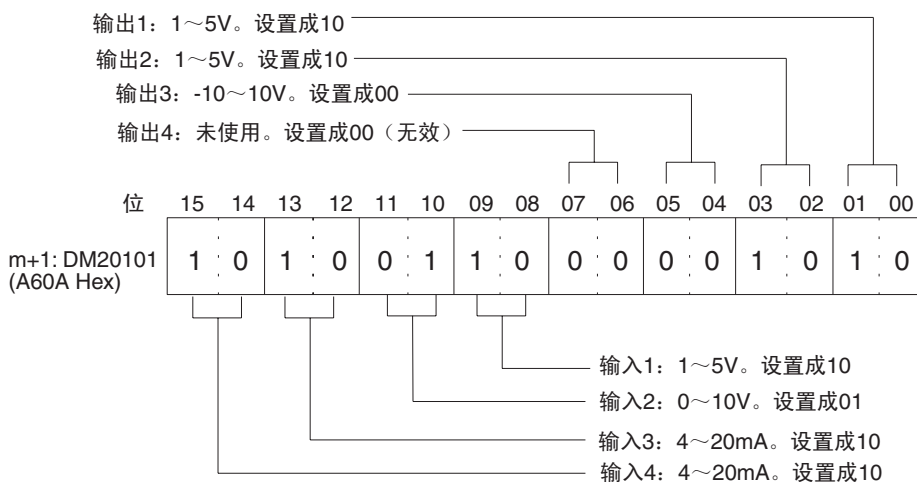 输出1：1～5V。设置成10
输出2：1～5V。设置成10
输出3：-10～10V。设置成00
输出4：未使用。设置成00（无效）
位 15 14 13 12 11 10 09 08 07 06 05 04 03 02 01 00
m+1: DM20101 1 0 1 0 0 1 1 0 0 0 0 0 1 0 1 0
(A60A Hex)
输入1：1～5V。设置成10
输入2：0～10V。设置成01
输入3：4～20mA。设置成10
输入4：4～20mA。设置成10